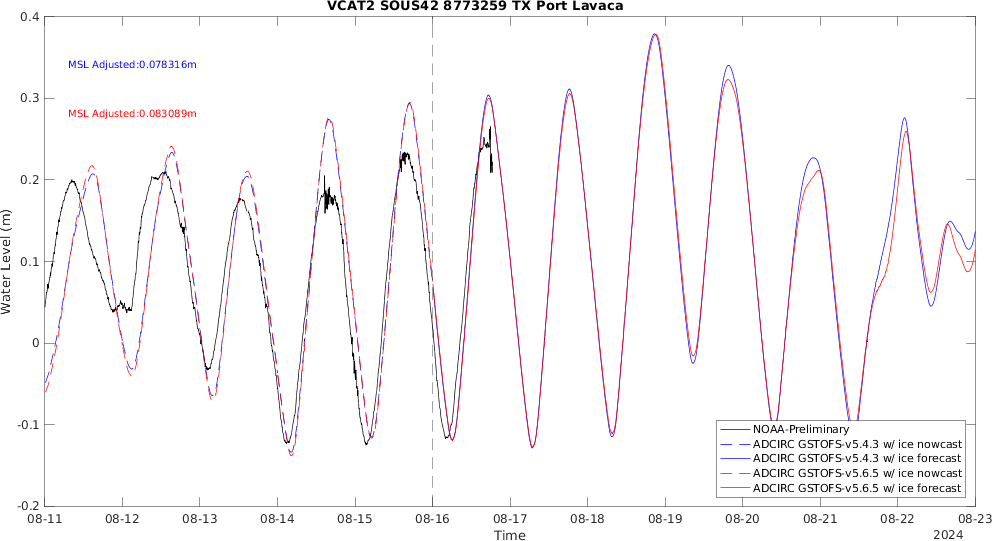 VCAT2 SOUS42 8773259 TX Port Lavaca
0.4
MSL Adjusted:0.078316m
0.3
MSL Adjusted:0.083089m
0.2
Water Level (m)
0.1
0
-0.1
-0.2
NOAA-Preliminary
ADCIRC GSTOFS-v5.4.3 w/ ice nowcast
ADCIRC GSTOFS-v5.4.3 w/ ice forecast
ADCIRC GSTOFS-v5.6.5 w/ ice nowcast
ADCIRC GSTOFS-v5.6.5 w/ ice forecast
08-11 08-12 08-13 08-14 08-15 08-16 08-17 08-18 08-19 08-20 08-21 08-22 08-23
Time
2024